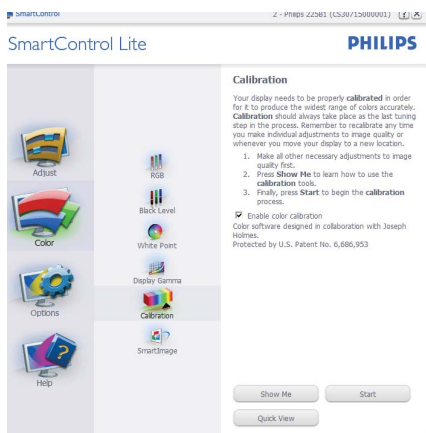 SmartControl
2 - Philips 225B1 (CS30715000001)
?
X
SmartControl Lite
PHILIPS
Adjust
Color
Options
?
Help
RGB
Black Level
White Point
Display Gamma
Calibration
SmartImage
Calibration
Your display needs to be properly calibrated in order
for it to produce the widest range of colors accurately.
Calibration should always take place as the last tuning
step in the process. Remember to recalibrate any time
you make individual adjustments to image quality or
whenever you move your display to a new location.
1. Make all other necessary adjustments to image
quality first.
2. Press Show Me to learn how to use the
calibration tools.
3. Finally, press Start to begin the calibration
process.
Enable color calibration
Color software designed in collaboration with Joseph
Holmes.
Protected by U.S. Patent No. 6,686,953
Show Me
Start
Quick View